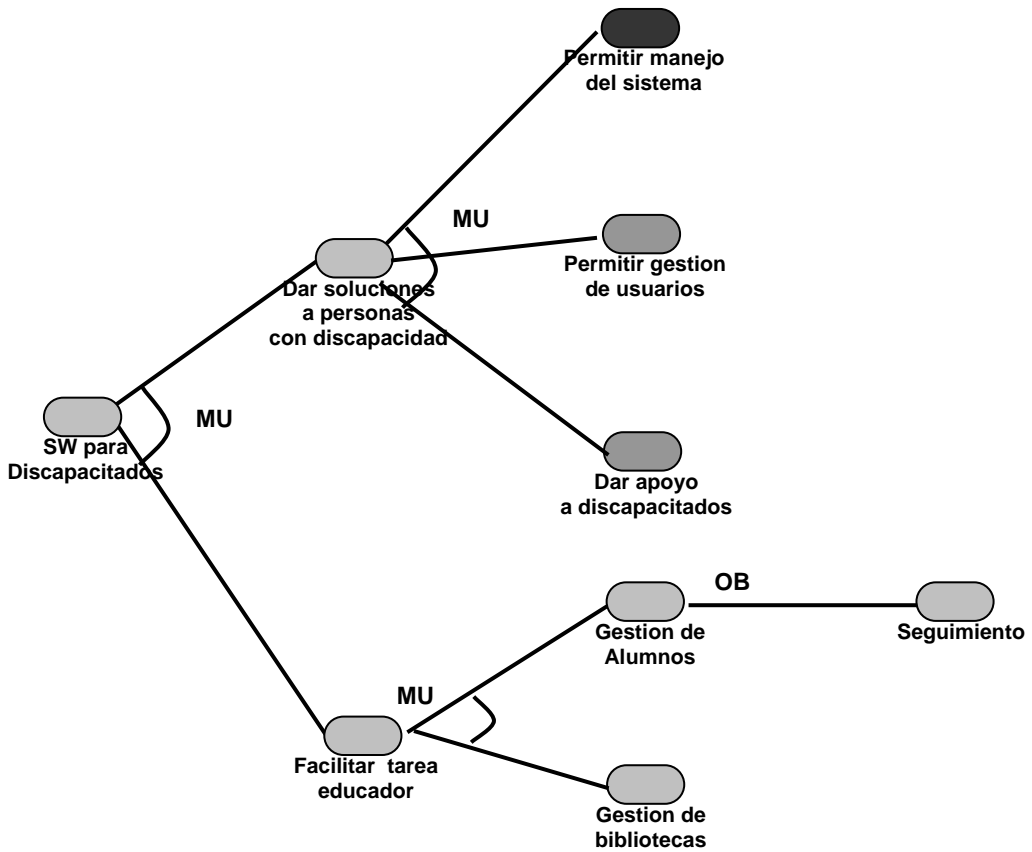 Permitir manejo
del sistema
MU
Permitir gestion
de usuarios
Dar soluciones
a personas
con discapacidad
MU
SW para
Discapacitados
Dar apoyo
a discapacitados
OB
Gestion de
Alumnos
Seguimiento
MU
Facilitar tarea
educador
Gestion de
bibliotecas